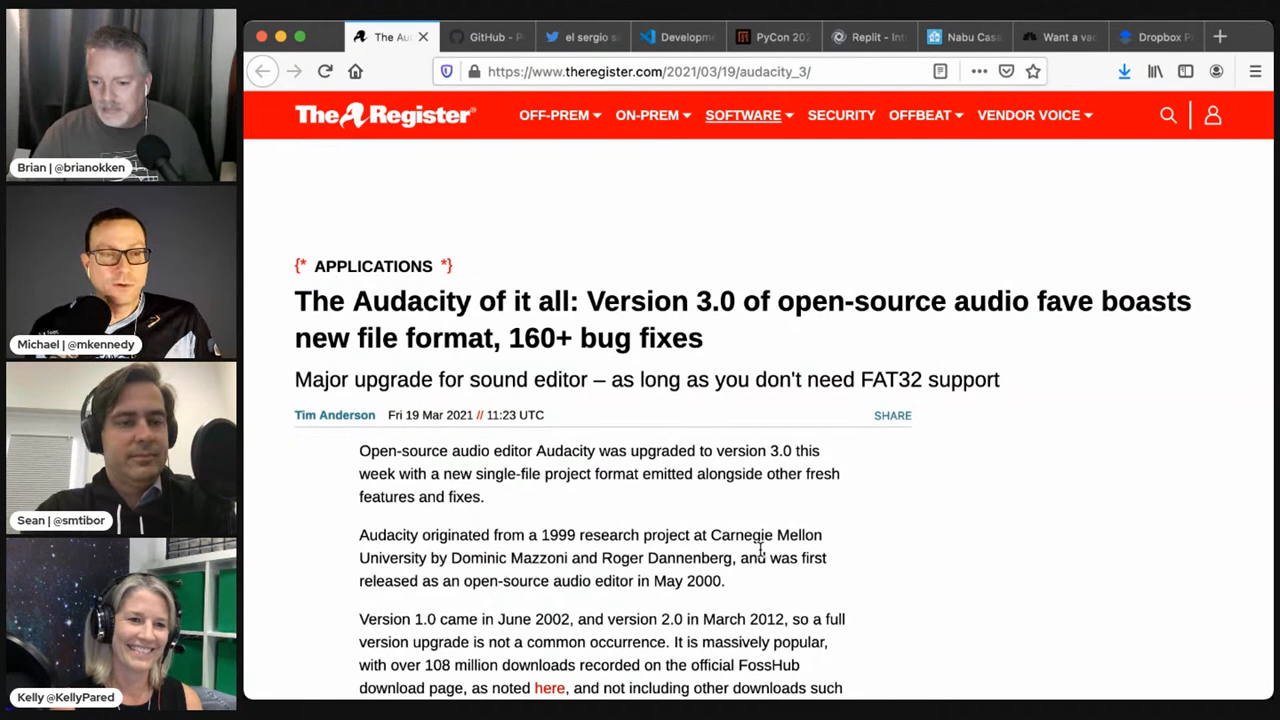 The Au
GitHub - P
el sergio s
Developm
PyCon 202
Replit - Int
Nabu Casa
Want a vac
Dropbox P
https://www.theregister.com/2021/03/19/audacity_3/
The Register®
OFF-PREM
ON-PREM
SOFTWARE
SECURITY
OFFBEAT
VENDOR VOICE
{* APPLICATIONS *}
The Audacity of it all: Version 3.0 of open-source audio fave boasts
new file format, 160+ bug fixes
Major upgrade for sound editor – as long as you don't need FAT32 support
Tim Anderson Fri 19 Mar 2021 // 11:23 UTC
SHARE
Open-source audio editor Audacity was upgraded to version 3.0 this
week with a new single-file project format emitted alongside other fresh
features and fixes.
Audacity originated from a 1999 research project at Carnegie Mellon
University by Dominic Mazzoni and Roger Dannenberg, and was first
released as an open-source audio editor in May 2000.
Version 1.0 came in June 2002, and version 2.0 in March 2012, so a full
version upgrade is not a common occurrence. It is massively popular,
with over 108 million downloads recorded on the official FossHub
download page, as noted here, and not including other downloads such
Brian | @brianokken
Michael | @mkennedy
Sean | @smtibor
Kelly @KellyPared